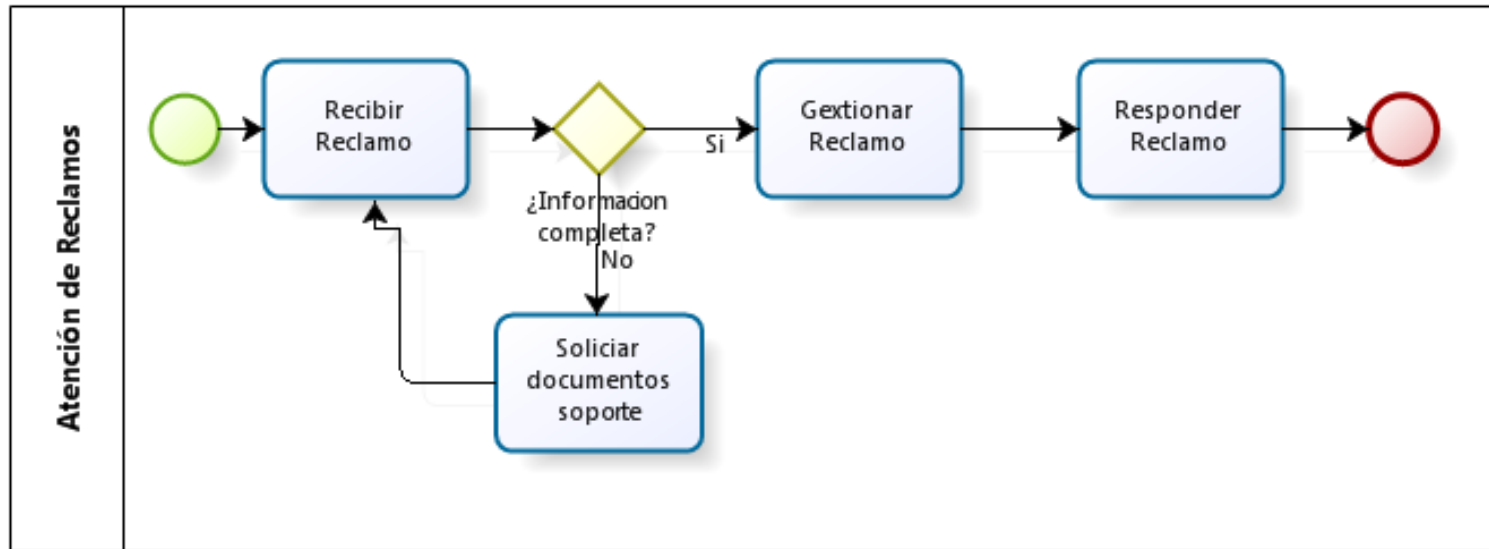 Atención de Reclamos
Recibir
Reclamo
¿Informacion
completa?
Si
No
Gextionar
Reclamo
Responder
Reclamo
Soliciar
documentos
soporte